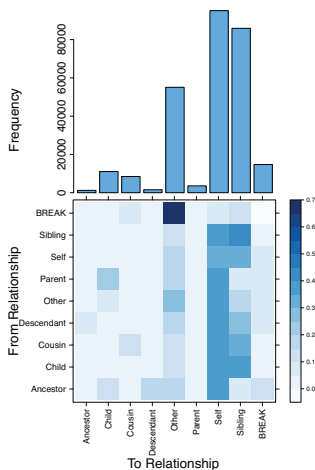 80000
60000
40000
20000
0
Frequency
BREAK
Sibling
Self
Parent
Other
Descendant
Cousin
Child
Ancestor
From Relationship
0.7
0.6
0.5
0.4
0.3
0.2
0.1
0.0
Ancestor
Child
Cousin
Descendant
Other
Parent
Self
Sibling
BREAK
To Relationship